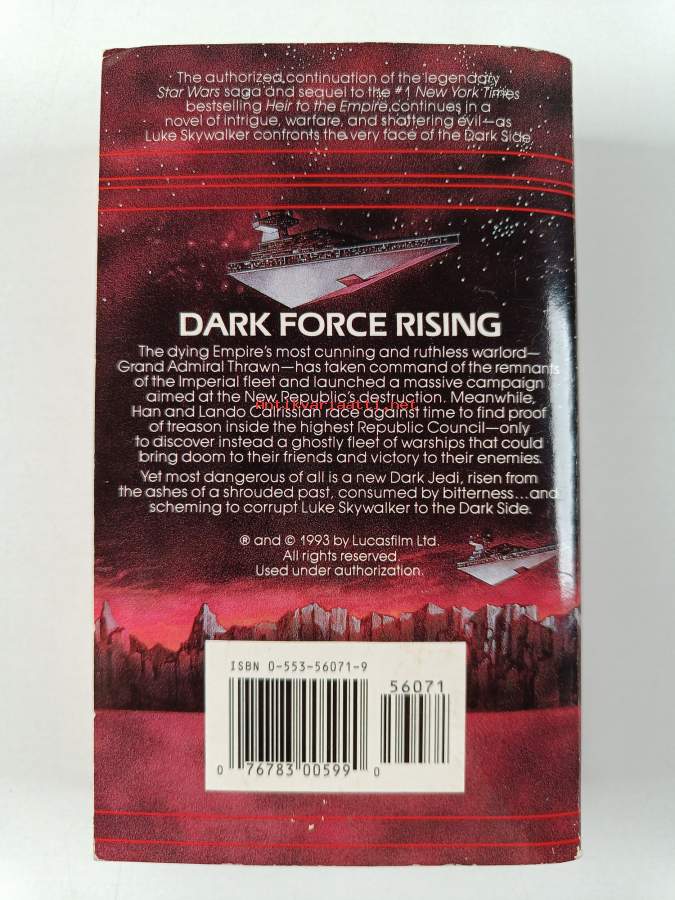 The authorized continuation of the legendary
Star Wars saga and sequel to the #1 New York Times
bestselling Heir to the Empire,continues in a
novel of intrigue, warfare, and shattering evil—as
Luke Skywalker confronts the very face of the Dark Side
DARK FORCE RISING
The dying Empire's most cunning and ruthless warlord—
Grand Admiral Thrawn—has taken command of the remnants
of the Imperial fleet and launched a massive campaign
aimed at the New Republic's destruction. Meanwhile,
Han and Lando Calrissian race against time to find proof
antikvariaatti.net
of treason inside the highest Republic Council—only
to discover instead a ghostly fleet of warships that could
bring doom to their friends and victory to their enemies.
Yet most dangerous of all is a new Dark Jedi, risen from
the ashes of a shrouded past, consumed by bitterness...and
scheming to corrupt Luke Skywalker to the Dark Side.
® and © 1993 by Lucasfilm Ltd.
All rights reserved.
Used under authorization.
ISBN 0-553-56071-9
56071
0 76783 00599 0